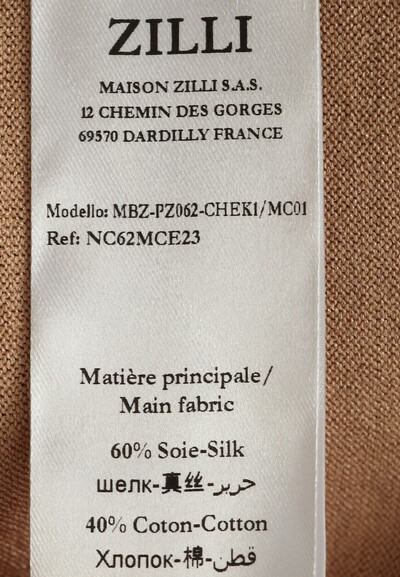 ZILLI
MAISON ZILLI S.A.S.
12 CHEMIN DES GORGES
69570 DARDILLY FRANCE
Modello: MBZ-PZ062-CHEK1/MC01
Ref: NC62MCE23
Matière principale/
Main fabric
60% Soie-Silk
шелк-真丝-حرير
40% Coton-Cotton
Хлопок-棉-قطن